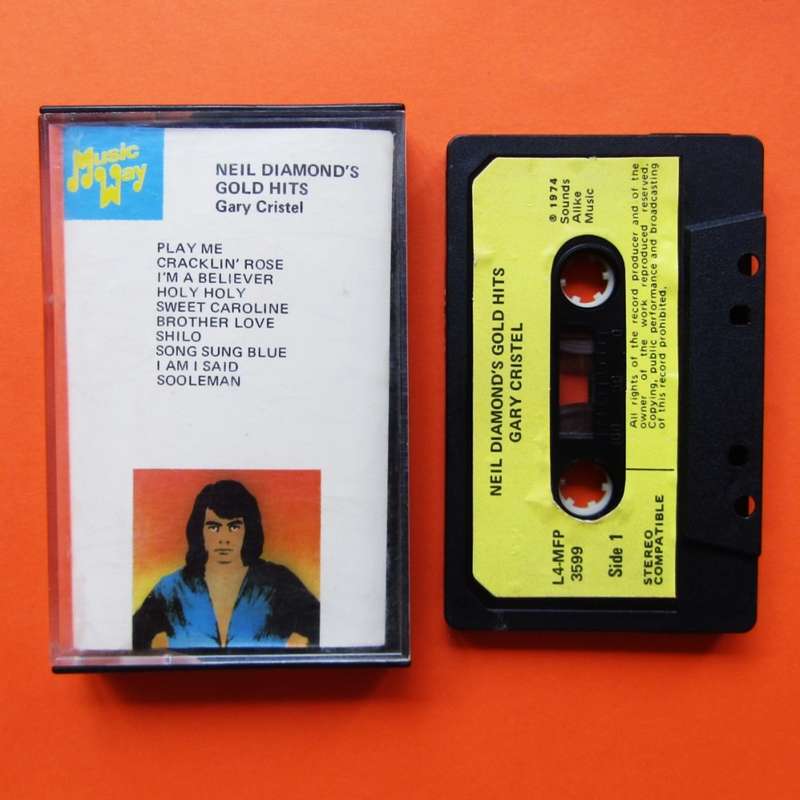 Music
Way
NEIL DIAMOND'S
GOLD HITS
Gary Cristel
PLAY ME
CRACKLIN' ROSE
I'M A BELIEVER
HOLY HOLY
SWEET CAROLINE
BROTHER LOVE
SHILO
SONG SUNG BLUE
I AM I SAID
SOOLEMAN
NEIL DIAMOND'S GOLD HITS
GARY CRISTEL
℗ 1974
Sounds
Alike
Music
L4-MFP
3599
Side 1
All rights of the record producer and of the
owner of the work reproduced reserved.
Copying, public performance and broadcasting
of this record prohibited.
STEREO
COMPATIBLE